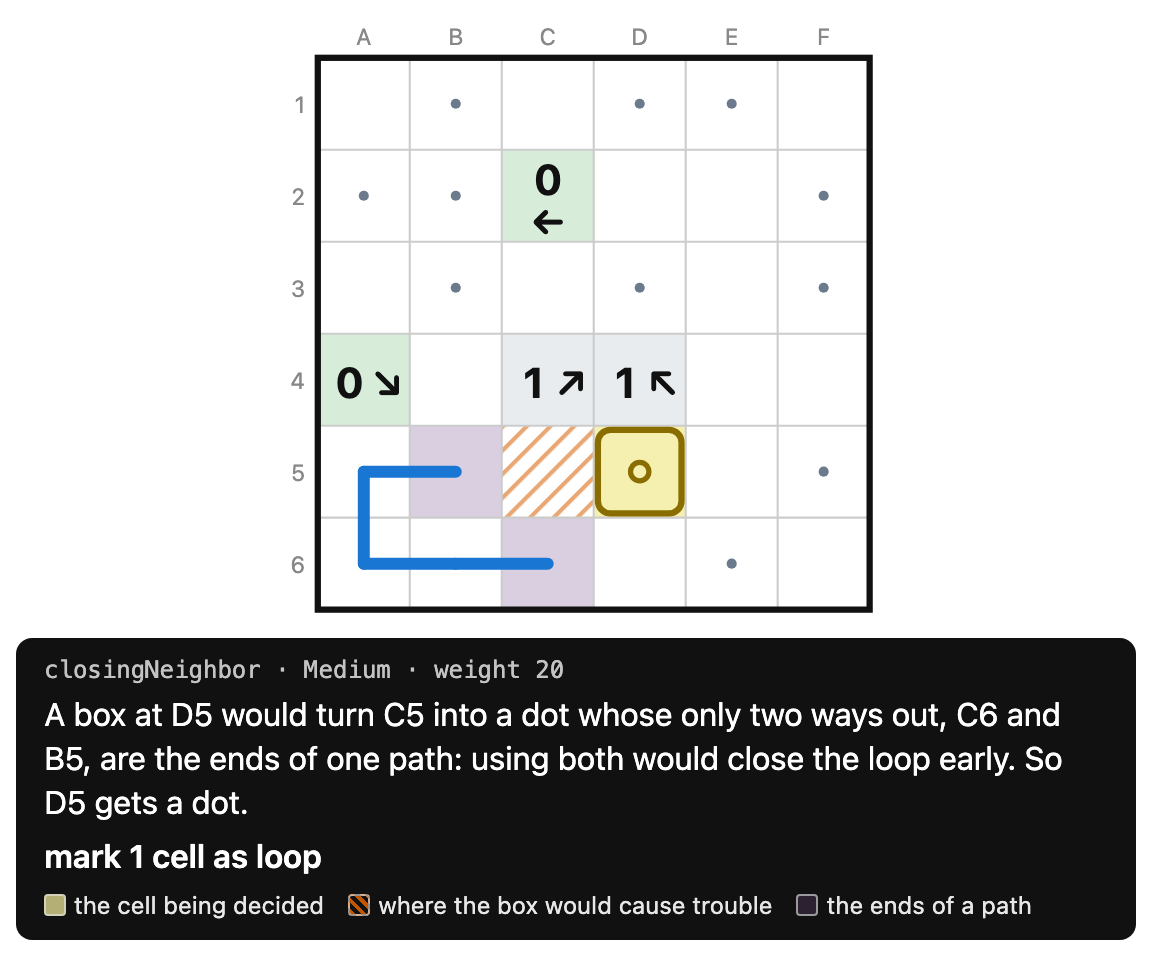 A B C D E F
1
2 0 ←
3
4 0 ↘ 1 ↗ 1 ↖
5
6
closingNeighbor · Medium · weight 20
A box at D5 would turn C5 into a dot whose only two ways out, C6 and
B5, are the ends of one path: using both would close the loop early. So
D5 gets a dot.
mark 1 cell as loop
the cell being decided where the box would cause trouble the ends of a path